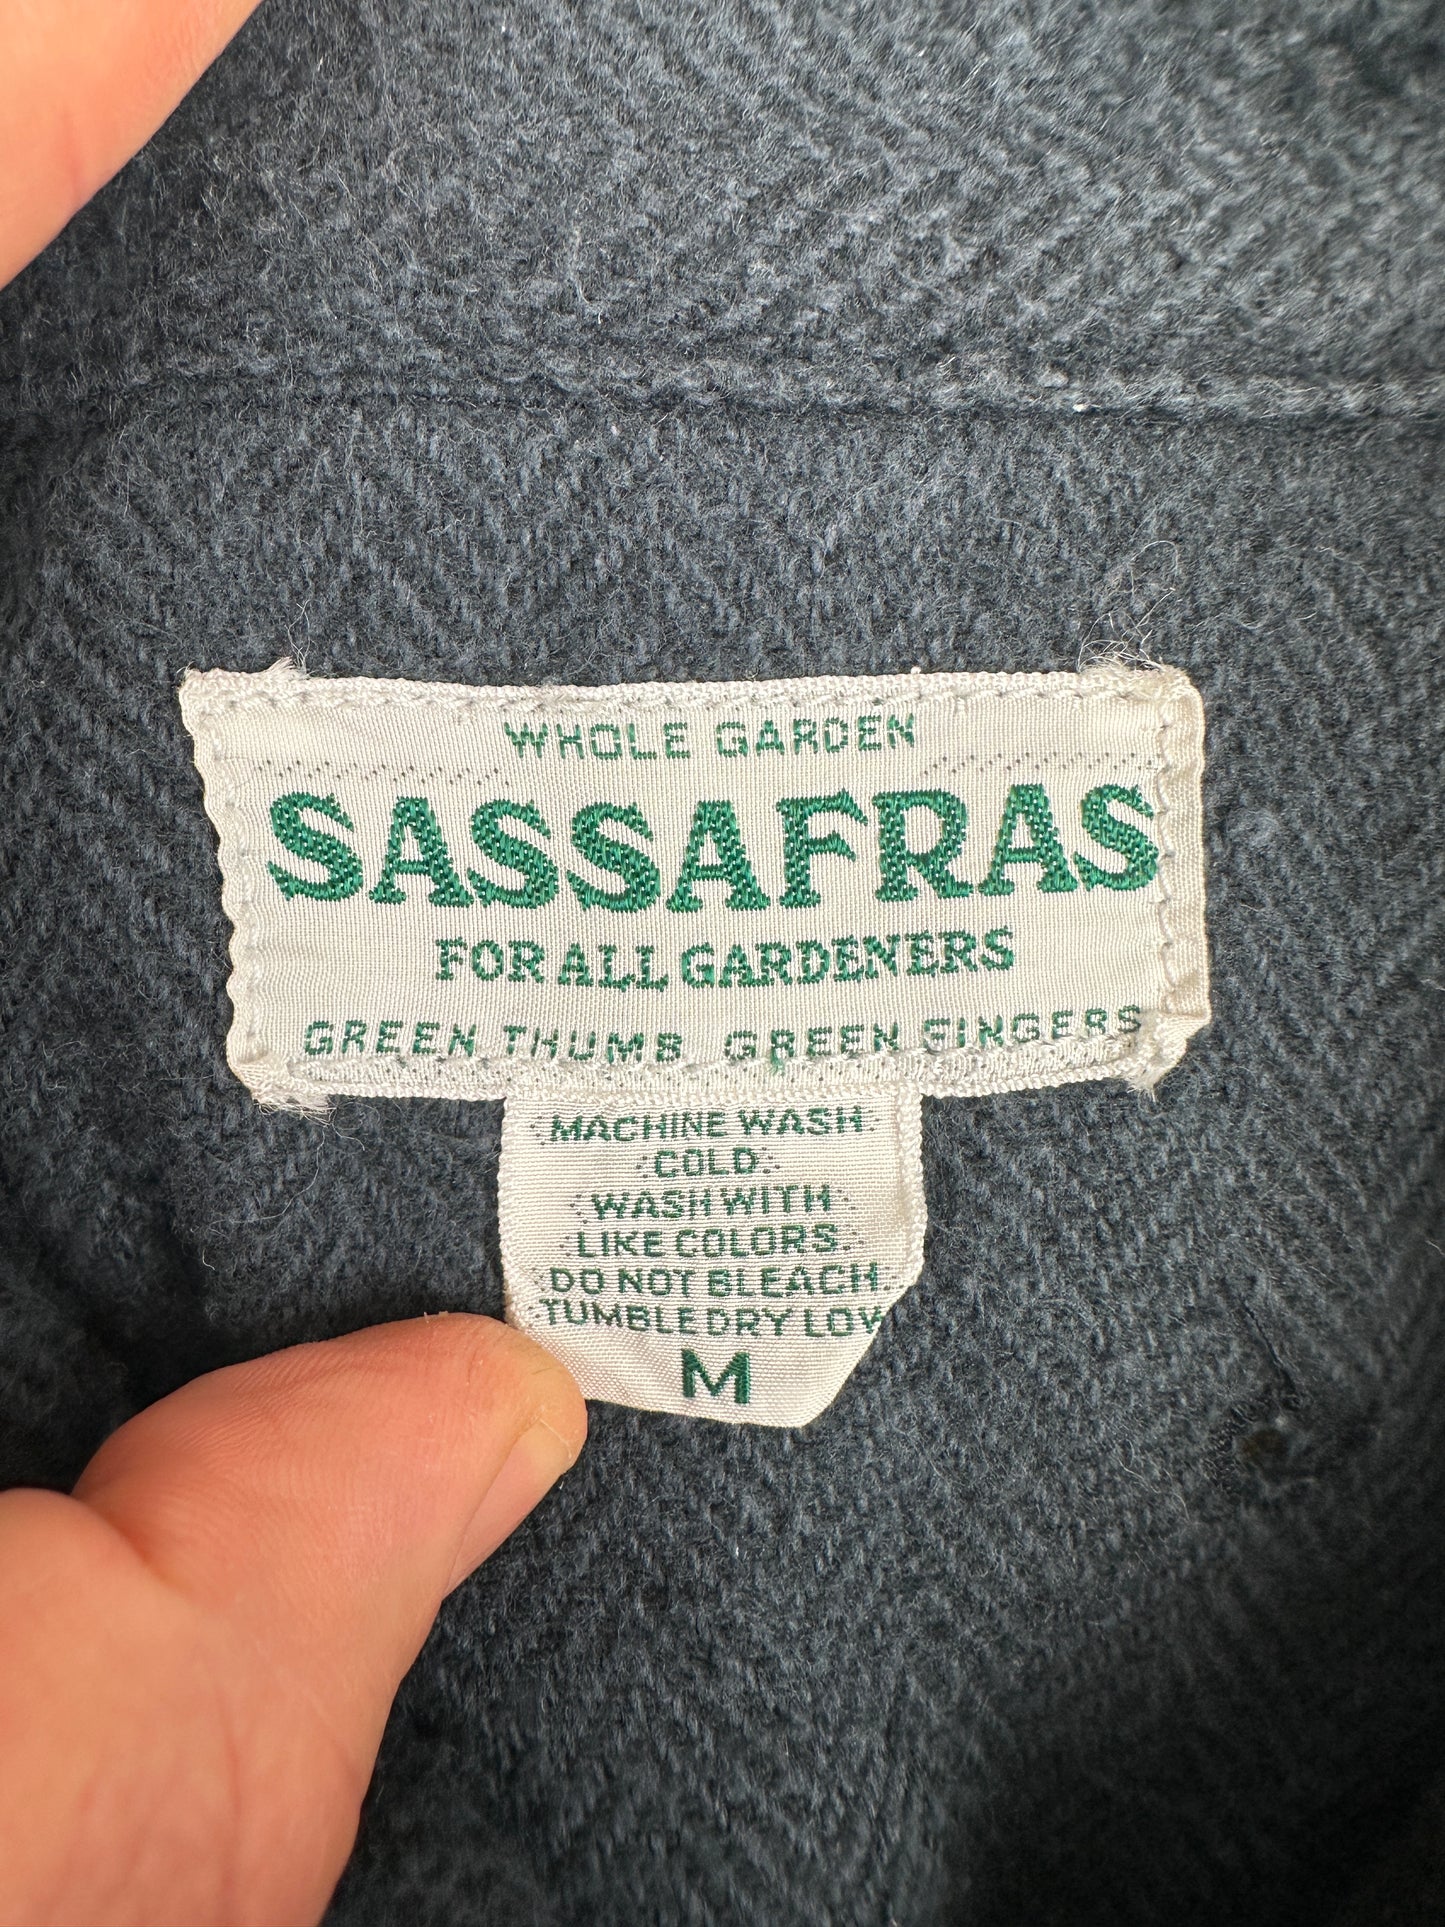 WHOLE GARDEN
SASSAFRAS
FOR ALL GARDENERS
GREEN THUMB GREEN FINGERS
MACHINE WASH
COLD
WASH WITH
LIKE COLORS
DO NOT BLEACH
TUMBLE DRY LOW
M